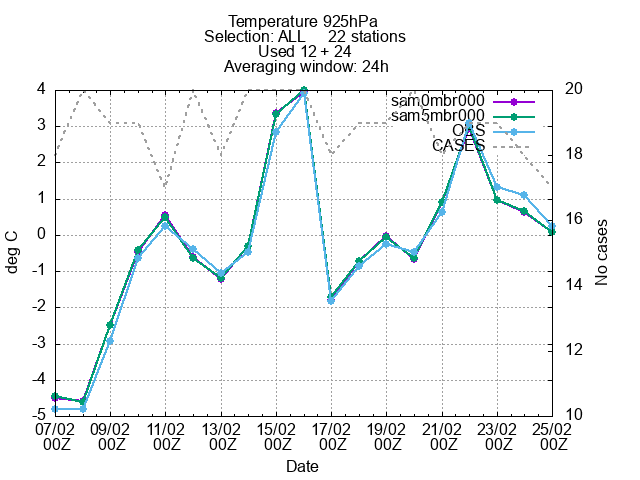 Temperature 925hPa
Selection: ALL 22 stations
Used 12 + 24
Averaging window: 24h
sam0mbr000
sam5mbr000
OBS
CASES
4
3
2
1
0
-1
-2
-3
-4
-5
deg C
20
18
16
14
12
10
No cases
07/02 09/02 11/02 13/02 15/02 17/02 19/02 21/02 23/02 25/02
00Z 00Z 00Z 00Z 00Z 00Z 00Z 00Z 00Z 00Z
Date